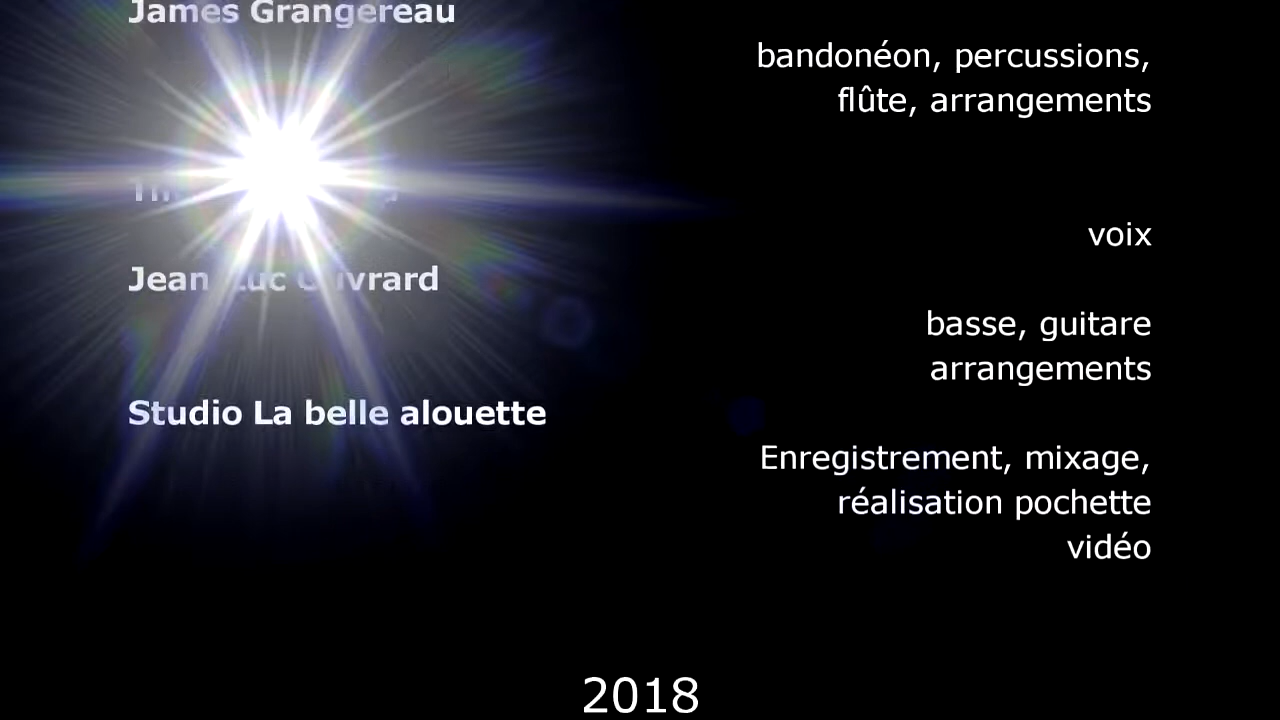 James Grangereau
bandonéon, percussions,
flûte, arrangements
voix
Jean Luc
basse, guitare
arrangements
Studio La belle alouette
Enregistrement, mixage,
réalisation pochette
vidéo
2018